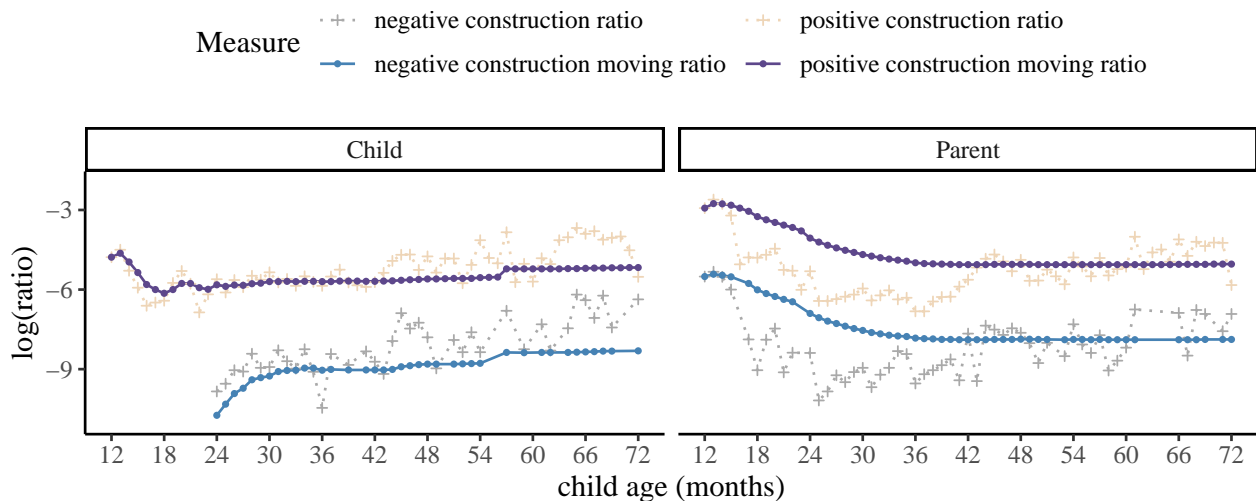 Measure
negative construction ratio positive construction ratio
negative construction moving ratio positive construction moving ratio
Child Parent
log(ratio)
−3
−6
−9
12 18 24 30 36 42 48 54 60 66 72 12 18 24 30 36 42 48 54 60 66 72
child age (months)